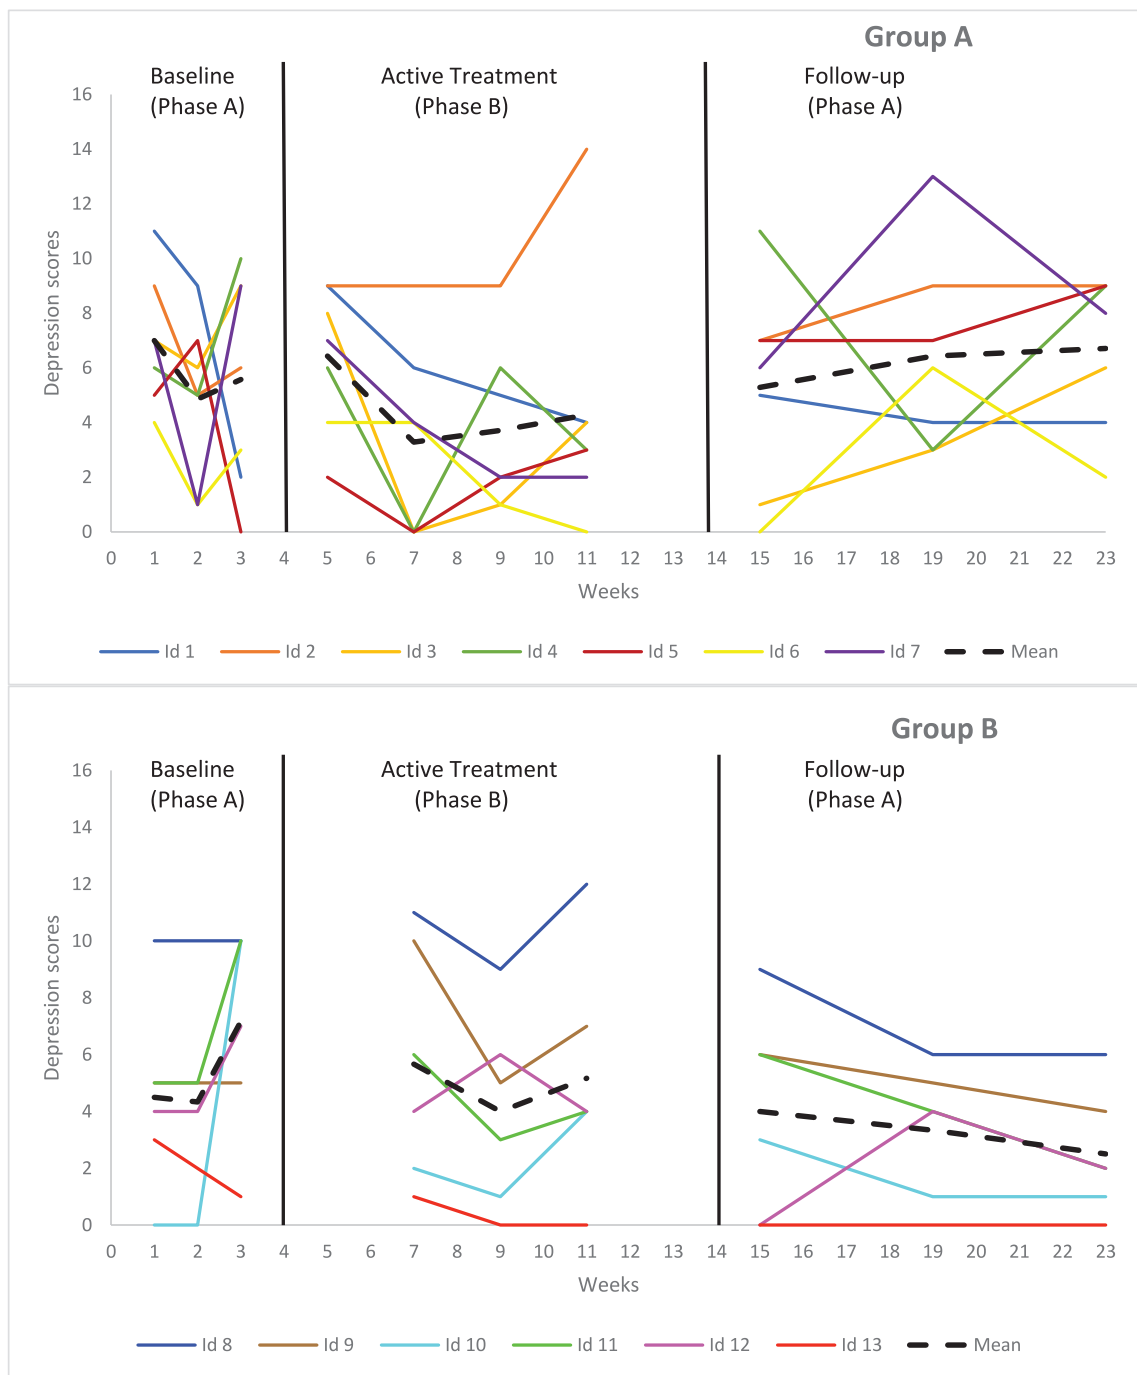 Group A
Baseline
(Phase A)
Active Treatment
(Phase B)
Follow-up
(Phase A)
Depression scores
16
14
12
10
8
6
4
2
0
0 1 2 3 4 5 6 7 8 9 10 11 12 13 14 15 16 17 18 19 20 21 22 23
Weeks
Id 1 Id 2 Id 3 Id 4 Id 5 Id 6 Id 7 Mean
Group B
Baseline
(Phase A)
Active Treatment
(Phase B)
Follow-up
(Phase A)
Depression scores
16
14
12
10
8
6
4
2
0
0 1 2 3 4 5 6 7 8 9 10 11 12 13 14 15 16 17 18 19 20 21 22 23
Weeks
Id 8 Id 9 Id 10 Id 11 Id 12 Id 13 Mean